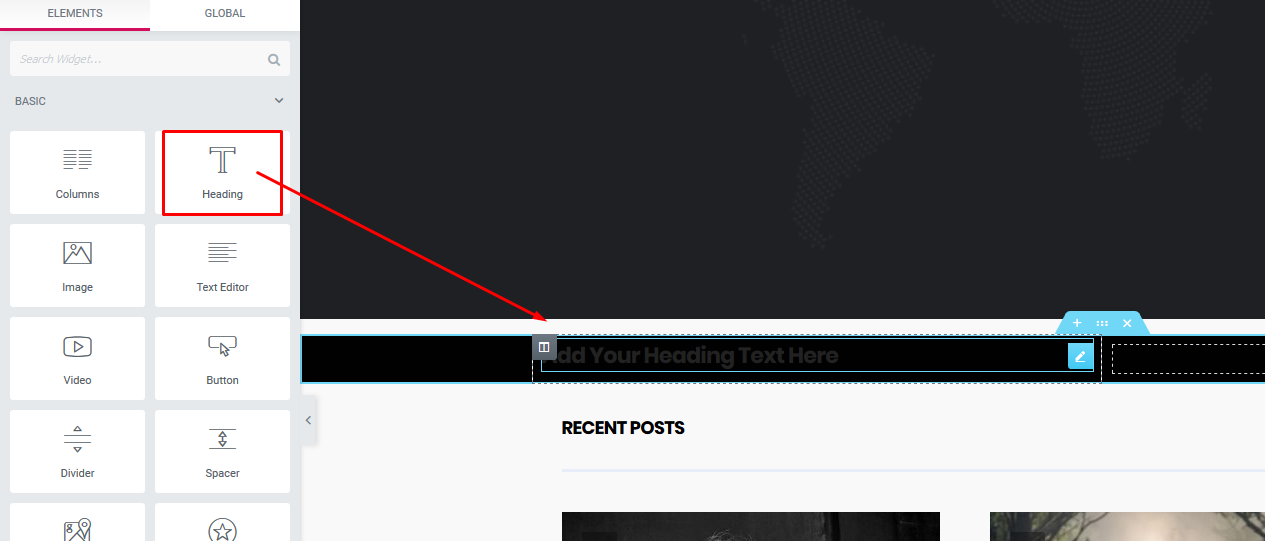 ELEMENTS
GLOBAL
Search Widget...
BASIC
Columns
Heading
Image
Text Editor
Video
Button
Divider
Spacer
Add Your Heading Text Here
RECENT POSTS